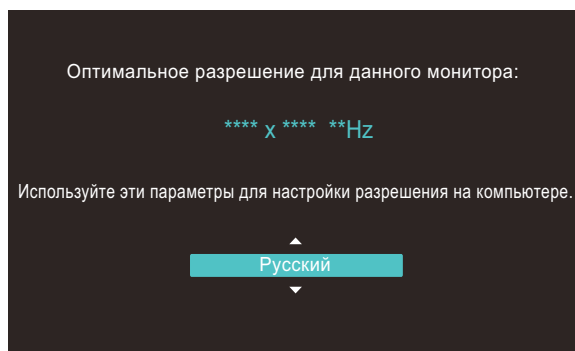 Оптимальное разрешение для данного монитора:
**** x **** **Hz
Используйте эти параметры для настройки разрешения на компьютере.
Русский